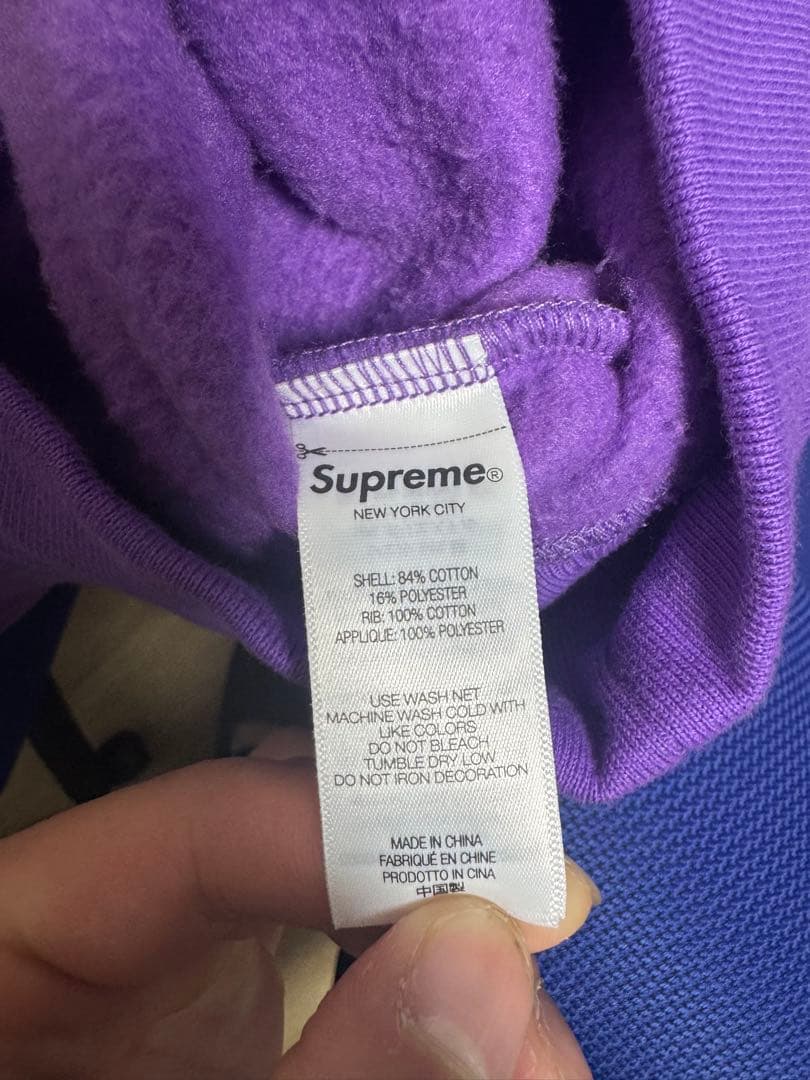 Supreme®
NEW YORK CITY
SHELL: 84% COTTON
16% POLYESTER
RIB: 100% COTTON
APPLIQUE: 100% POLYESTER
USE WASH NET
MACHINE WASH COLD WITH
LIKE COLORS
DO NOT BLEACH
TUMBLE DRY LOW
DO NOT IRON DECORATION
MADE IN CHINA
FABRIQUÉ EN CHINE
PRODOTTO IN CINA
中国製